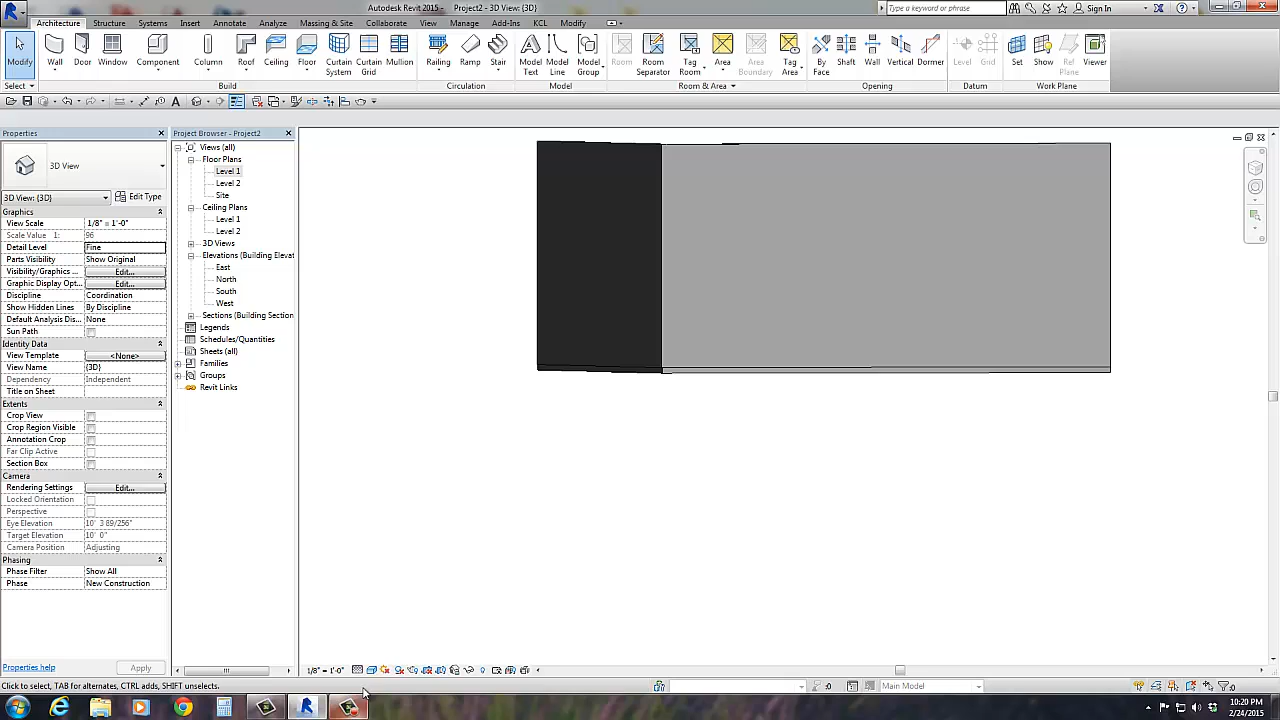 Autodesk Revit 2015 - Project2 - 3D View: {3D}
Type a keyword or phrase
Sign In
Architecture Structure Systems Insert Annotate Analyze Massing & Site Collaborate View Manage Add-Ins KCL Modify
Modify Wall Door Window Component Column Roof Ceiling Floor Curtain System Curtain Grid Mullion Railing Ramp Stair Model Text Model Line Model Group Room Room Separator Tag Room Area Area Boundary Tag Area By Face Shaft Wall Vertical Dormer Level Grid Set Show Ref Plane Viewer
Select Build Circulation Model Room & Area Opening Datum Work Plane
Properties
3D View
3D View: {3D} Edit Type
Graphics
View Scale 1/8" = 1'-0"
Scale Value 1: 96
Detail Level Fine
Parts Visibility Show Original
Visibility/Graphics ... Edit...
Graphic Display Opt... Edit...
Discipline Coordination
Show Hidden Lines By Discipline
Default Analysis Dis... None
Sun Path
Identity Data
View Template <None>
View Name {3D}
Dependency Independent
Title on Sheet
Extents
Crop View
Crop Region Visible
Annotation Crop
Far Clip Active
Section Box
Camera
Rendering Settings Edit...
Locked Orientation
Perspective
Eye Elevation 10' 3 89/256"
Target Elevation 10' 0"
Camera Position Adjusting
Phasing
Phase Filter Show All
Phase New Construction
Properties help Apply
Project Browser - Project2
Views (all)
Floor Plans
Level 1
Level 2
Site
Ceiling Plans
Level 1
Level 2
3D Views
Elevations (Building Elevat
East
North
South
West
Sections (Building Section
Legends
Schedules/Quantities
Sheets (all)
Families
Groups
Revit Links
1/8" = 1'-0"
Click to select, TAB for alternates, CTRL adds, SHIFT unselects.
:0
Main Model
:0
10:20 PM
2/24/2015